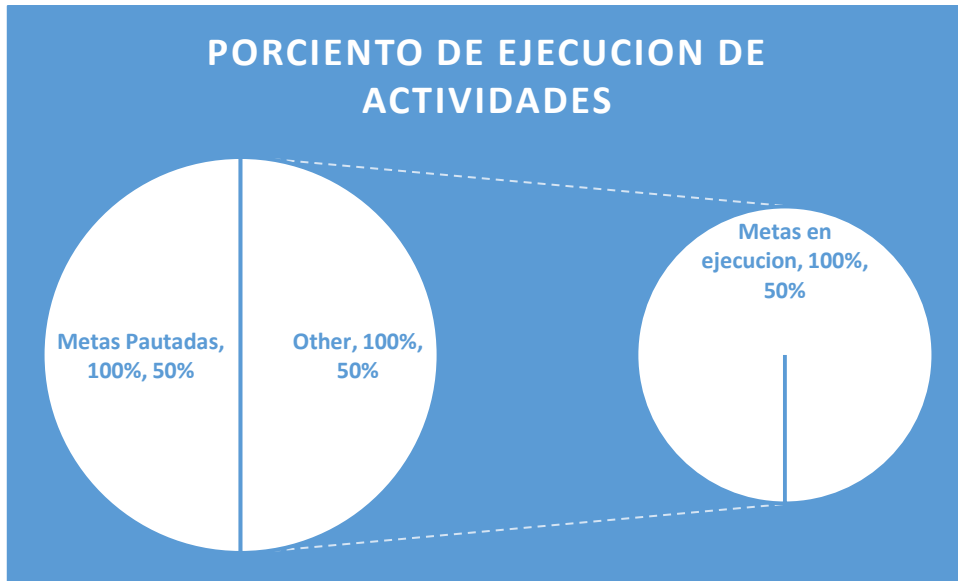 PORCIENTO DE EJECUCION DE
ACTIVIDADES
Metas Pautadas,
100%, 50%
Other, 100%,
50%
Metas en
ejecucion, 100%,
50%